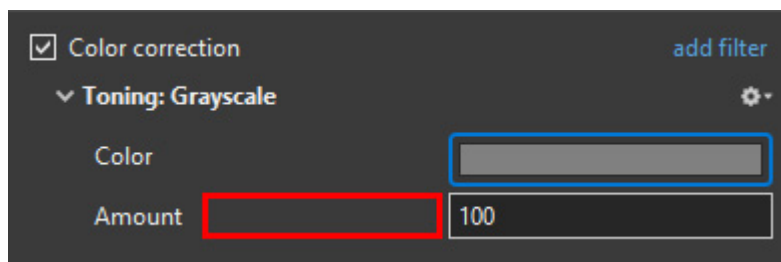 Color correction add filter
Toning: Grayscale
Color
Amount 100